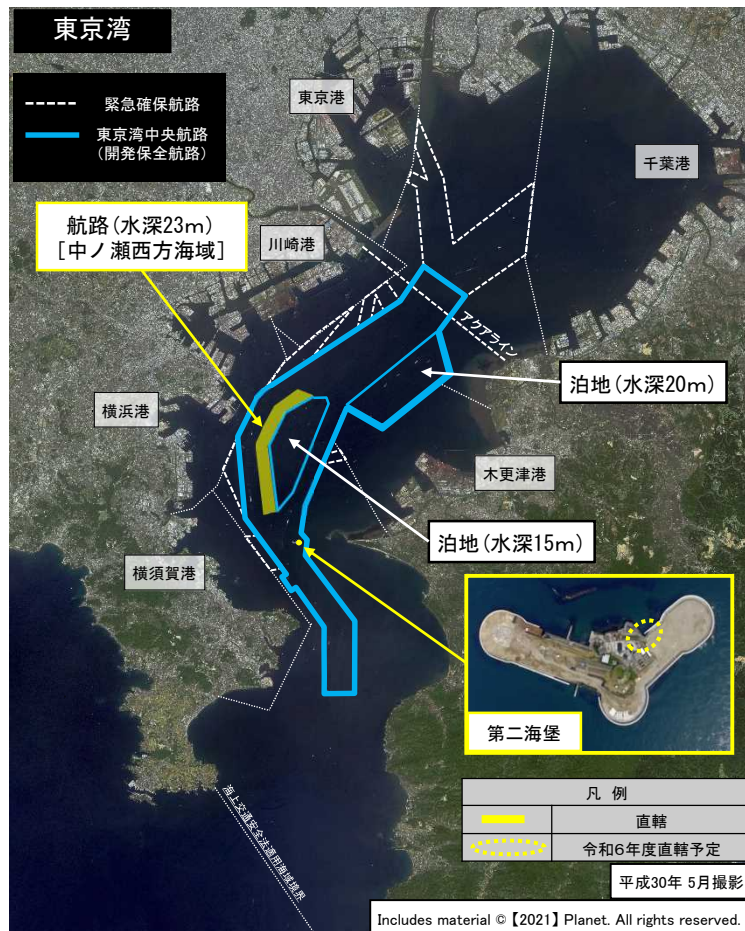 東京湾
緊急確保航路
東京湾中央航路
(開発保全航路)
東京港
千葉港
航路(水深23m)
[中ノ瀬西方海域]
川崎港
アクアライン
泊地(水深20m)
横浜港
木更津港
泊地(水深15m)
横須賀港
第二海堡
海上交通安全法適用海域境界
凡 例
直轄
令和6年度直轄予定
平成30年 5月撮影
Includes material © 【2021】 Planet. All rights reserved.